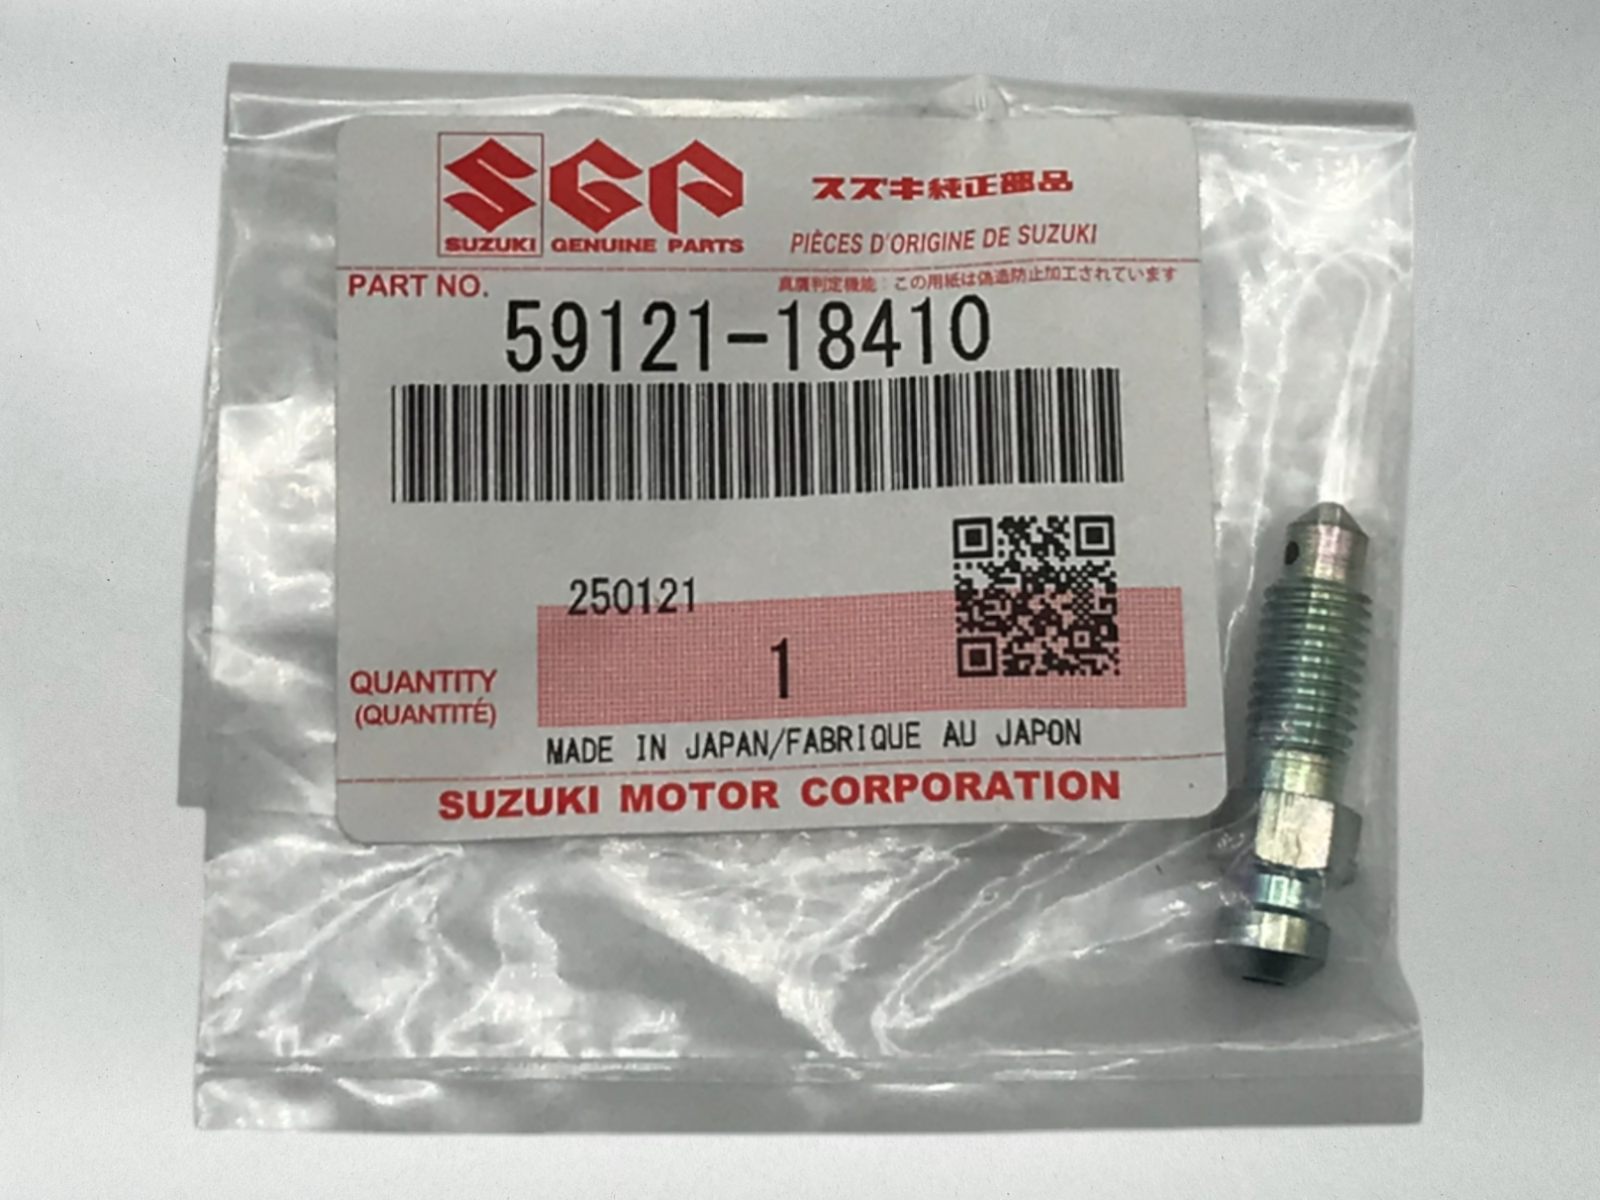 SGP
SUZUKI GENUINE PARTS
スズキ純正部品
PIÈCES D'ORIGINE DE SUZUKI
PART NO.
真贋判定機能:この用紙は偽造防止加工されています
59121-18410
250121
1
QUANTITY
(QUANTITÉ)
MADE IN JAPAN/FABRIQUE AU JAPON
SUZUKI MOTOR CORPORATION